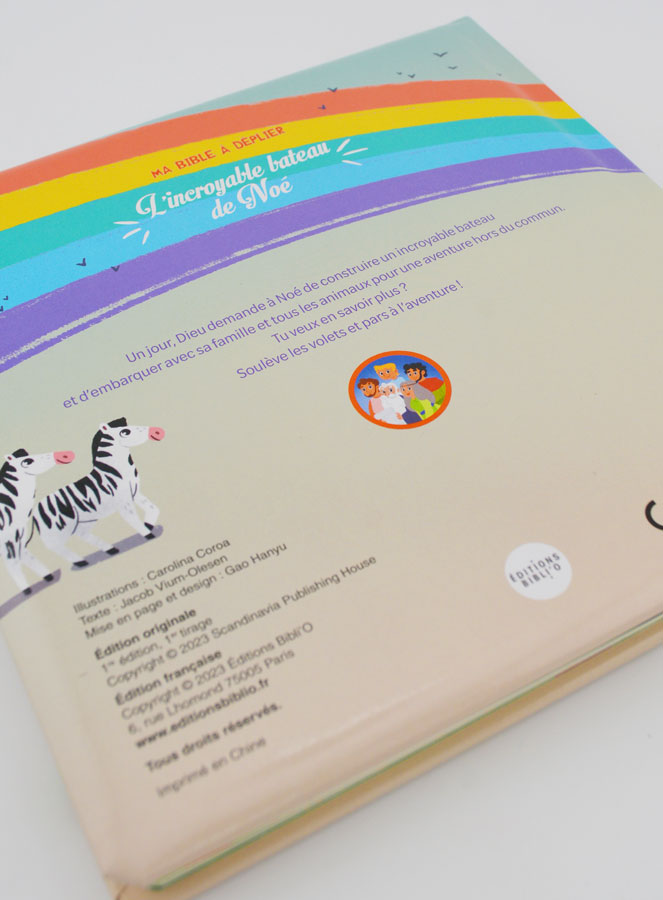 MA BIBLE A DÉPLIER
L'incroyable bateau
de Noé
Un jour, Dieu demande à Noé de construire un incroyable bateau
et d'embarquer avec sa famille et tous les animaux pour une aventure hors du commun.
Tu veux en savoir plus ?
Soulève les volets et pars à l'aventure !
Illustrations : Carolina Coroa
Texte : Jacob Vium-Olesen
Mise en page et design : Gao Hanyu
Édition originale
1re édition, 1er tirage
Copyright © 2023 Scandinavia Publishing House
Édition française
Copyright © 2023 Éditions Bibli'O
6, rue Lhomond 75005 Paris
www.editionsbiblio.fr
Tous droits réservés.
Imprimé en Chine
ÉDITIONS
BIBLI'O